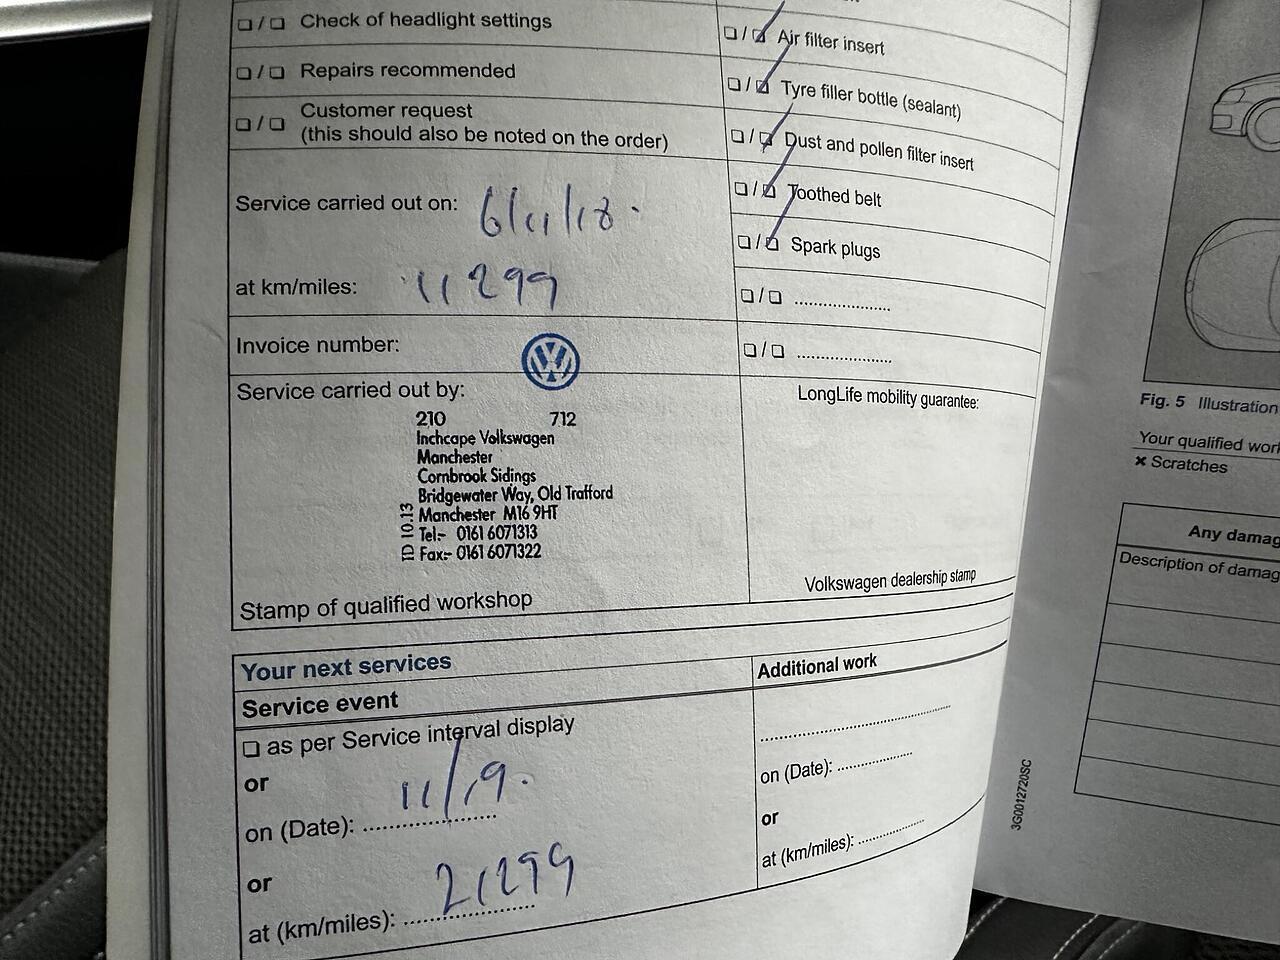 ☐ / ☐ Check of headlight settings
☐ / ☐ Repairs recommended
☐ / ☐ Customer request
(this should also be noted on the order)
Service carried out on: 6/11/18.
at km/miles: 11299
Invoice number:
Service carried out by:
210 712
Inchcape Volkswagen
Manchester
Cornbrook Sidings
Bridgewater Way, Old Trafford
Manchester M16 9HT
Tel:- 0161 6071313
Fax:- 0161 6071322
ID 10.13
Stamp of qualified workshop
☐ / ☑ Air filter insert
☐ / ☑ Tyre filler bottle (sealant)
☐ / ☑ Dust and pollen filter insert
☐ / ☑ Toothed belt
☐ / ☑ Spark plugs
☐ / ☐ ....................
☐ / ☐ ....................
LongLife mobility guarantee:
Volkswagen dealership stamp
Your next services
Service event
☐ as per Service interval display
or
on (Date): 11/19.
or
at (km/miles): 21299
Additional work
........................................
on (Date): ................
or
at (km/miles): ..............
3G0012720SC
Fig. 5 Illustration
Your qualified
✖ Scratches
Any
Description of